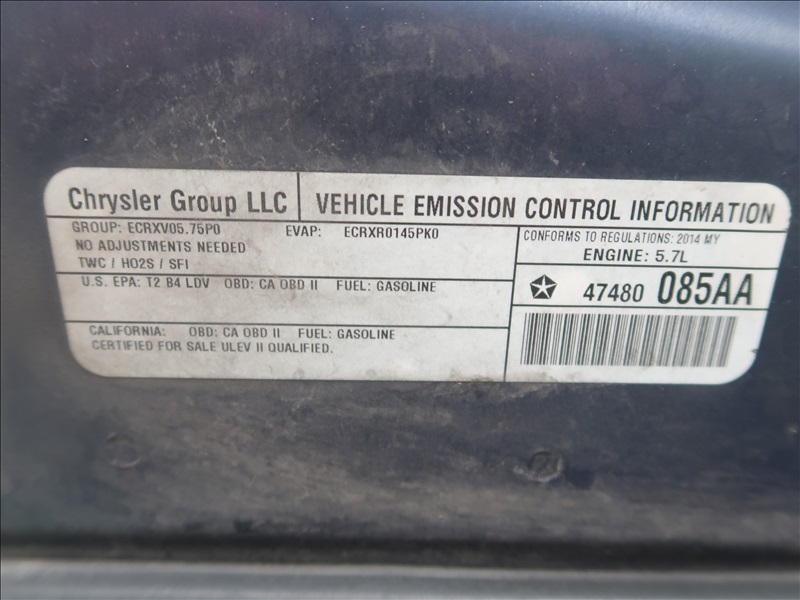 Chrysler Group LLC
VEHICLE EMISSION CONTROL INFORMATION
GROUP: ECRXV05.75P0 EVAP: ECRXR0145PK0
NO ADJUSTMENTS NEEDED
TWC / HO2S / SFI
CONFORMS TO REGULATIONS: 2014 MY
ENGINE: 5.7L
U.S. EPA: T2 B4 LDV OBD: CA OBD II FUEL: GASOLINE
47480 085AA
CALIFORNIA: OBD: CA OBD II FUEL: GASOLINE
CERTIFIED FOR SALE ULEV II QUALIFIED.